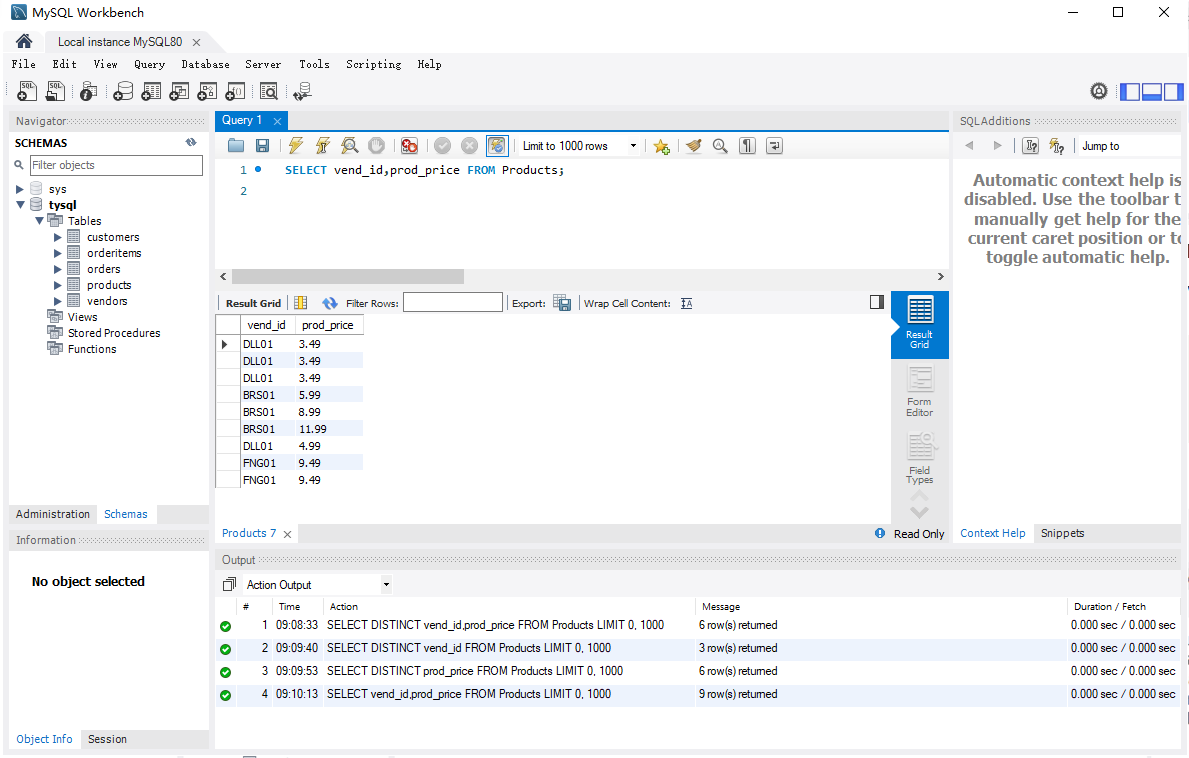 MySQL Workbench
Local instance MySQL80
File Edit View Query Database Server Tools Scripting Help
Navigator
SCHEMAS
Filter objects
sys
tysql
Tables
customers
orderitems
orders
products
vendors
Views
Stored Procedures
Functions
Administration Schemas
Information
No object selected
Object Info Session
Query 1
Limit to 1000 rows
1 SELECT vend_id,prod_price FROM Products;
2
Result Grid Filter Rows: Export: Wrap Cell Content:
vend_id prod_price
DLL01 3.49
DLL01 3.49
DLL01 3.49
BRS01 5.99
BRS01 8.99
BRS01 11.99
DLL01 4.99
FNG01 9.49
FNG01 9.49
Result
Grid
Form
Editor
Field
Types
Products 7
Read Only
SQLAdditions
Jump to
Automatic context help is
disabled. Use the toolbar t
manually get help for the
current caret position or to
toggle automatic help.
Context Help Snippets
Output
Action Output
# Time Action Message Duration / Fetch
1 09:08:33 SELECT DISTINCT vend_id,prod_price FROM Products LIMIT 0, 1000 6 row(s) returned 0.000 sec / 0.000 sec
2 09:09:40 SELECT DISTINCT vend_id FROM Products LIMIT 0, 1000 3 row(s) returned 0.000 sec / 0.000 sec
3 09:09:53 SELECT DISTINCT prod_price FROM Products LIMIT 0, 1000 6 row(s) returned 0.000 sec / 0.000 sec
4 09:10:13 SELECT vend_id,prod_price FROM Products LIMIT 0, 1000 9 row(s) returned 0.000 sec / 0.000 sec